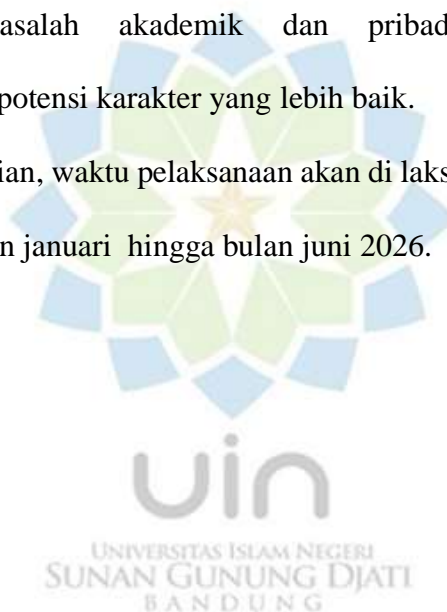 asalah akademik dan pribad
potensi karakter yang lebih baik.
ian, waktu pelaksanaan akan di laks
n januari hingga bulan juni 2026.
uin
UNIVERSITAS ISLAM NEGERI
SUNAN GUNUNG DJATI
BANDUNG